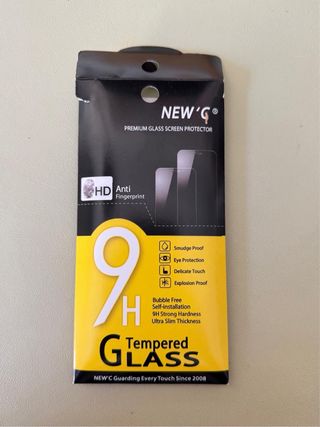 NEW'C®
PREMIUM GLASS SCREEN PROTECTOR
HD
Anti
Fingerprint
9H
Smudge Proof
Eye Protection
Delicate Touch
Explosion Proof
Bubble Free
Self-installation
9H Strong Hardness
Ultra Slim Thickness
Tempered
GLASS
NEW'C Guarding Every Touch Since 2008